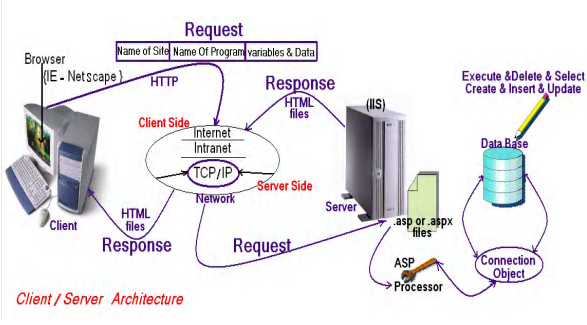 Request
Name of Site Name Of Program variables & Data
Browser
{IE - Netscape }
HTTP
Response
HTML
files
(IIS)
Execute &Delete & Select
Create & Insert & Update
Client Side
Internet
Intranet
TCP/IP
Server Side
Network
Data Base
Client
HTML
files
Response
Request
Server
.asp or .aspx
files
ASP
Processor
Connection
Object
Client / Server Architecture